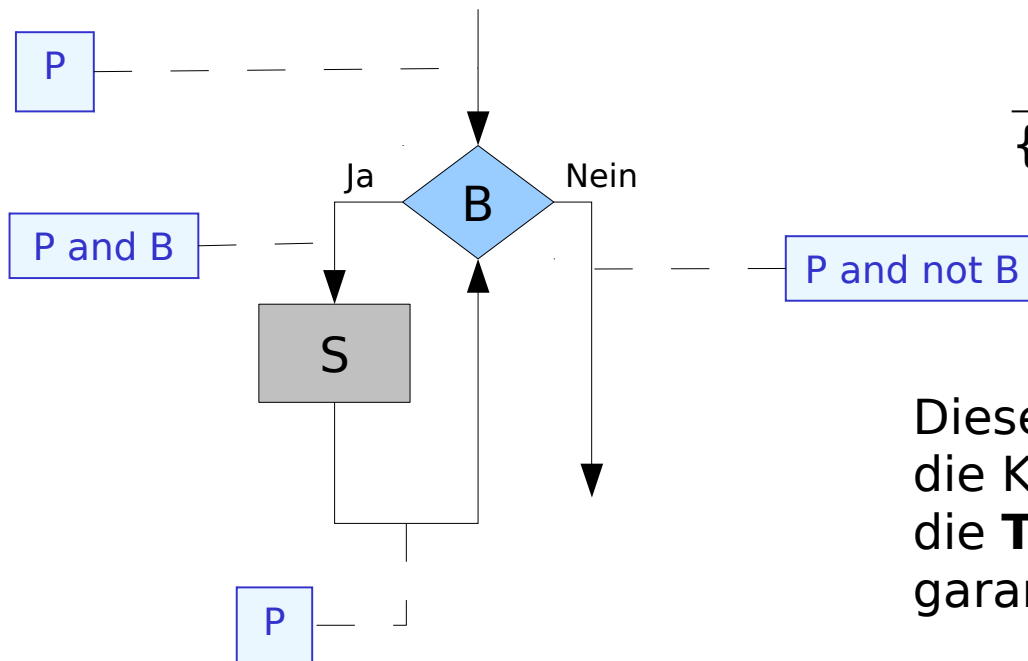 P
{
Ja
Nein
B
P and B
P and not B
S
Diese
die K
die T
garan
P